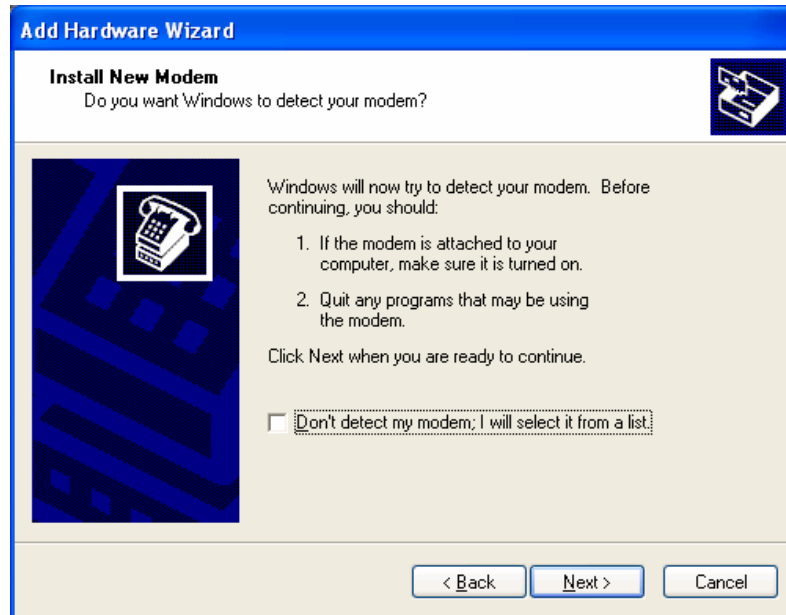 Add Hardware Wizard
Install New Modem
Do you want Windows to detect your modem?
Windows will now try to detect your modem. Before
continuing, you should:
1. If the modem is attached to your
computer, make sure it is turned on.
2. Quit any programs that may be using
the modem.
Click Next when you are ready to continue.
Don't detect my modem; I will select it from a list.
< Back
Next >
Cancel